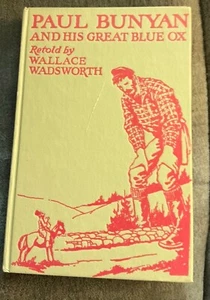 PAUL BUNYAN
AND HIS GREAT BLUE OX
Retold by
WALLACE
WADSWORTH